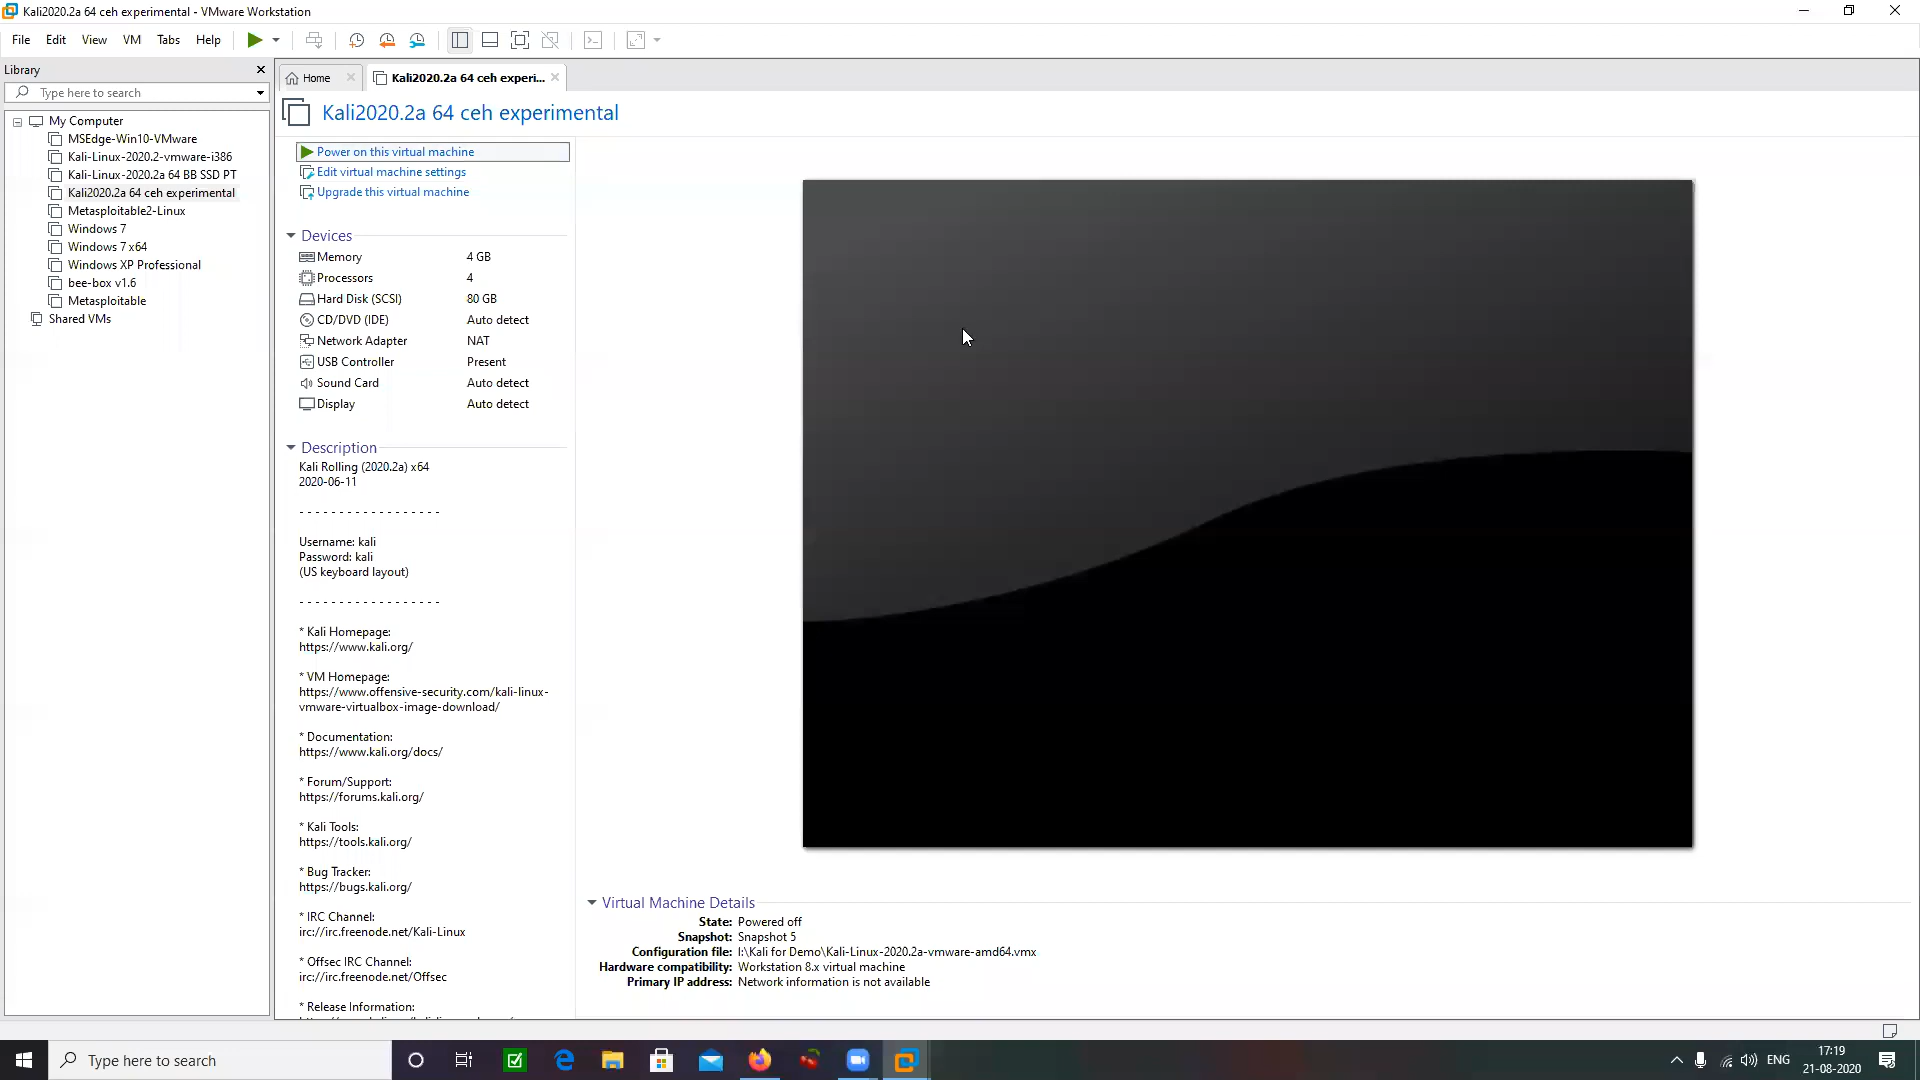 Kali2020.2a 64 ceh experimental - VMware Workstation
File Edit View VM Tabs Help
Library
Type here to search
My Computer
MSEdge-Win10-VMware
Kali-Linux-2020.2-vmware-i386
Kali-Linux-2020.2a 64 BB SSD PT
Kali2020.2a 64 ceh experimental
Metasploitable2-Linux
Windows 7
Windows 7 x64
Windows XP Professional
bee-box v1.6
Metasploitable
Shared VMs
Home
Kali2020.2a 64 ceh experi...
Kali2020.2a 64 ceh experimental
Power on this virtual machine
Edit virtual machine settings
Upgrade this virtual machine
Devices
Memory 4 GB
Processors 4
Hard Disk (SCSI) 80 GB
CD/DVD (IDE) Auto detect
Network Adapter NAT
USB Controller Present
Sound Card Auto detect
Display Auto detect
Description
Kali Rolling (2020.2a) x64
2020-06-11
- - - - - - - - - - - - - - - - - -
Username: kali
Password: kali
(US keyboard layout)
- - - - - - - - - - - - - - - - - -
* Kali Homepage:
https://www.kali.org/
* VM Homepage:
https://www.offensive-security.com/kali-linux-
vmware-virtualbox-image-download/
* Documentation:
https://www.kali.org/docs/
* Forum/Support:
https://forums.kali.org/
* Kali Tools:
https://tools.kali.org/
* Bug Tracker:
https://bugs.kali.org/
* IRC Channel:
irc://irc.freenode.net/Kali-Linux
* Offsec IRC Channel:
irc://irc.freenode.net/Offsec
* Release Information:
Virtual Machine Details
State: Powered off
Snapshot: Snapshot 5
Configuration file: I:\Kali for Demo\Kali-Linux-2020.2a-vmware-amd64.vmx
Hardware compatibility: Workstation 8.x virtual machine
Primary IP address: Network information is not available
Type here to search
ENG
17:19
21-08-2020